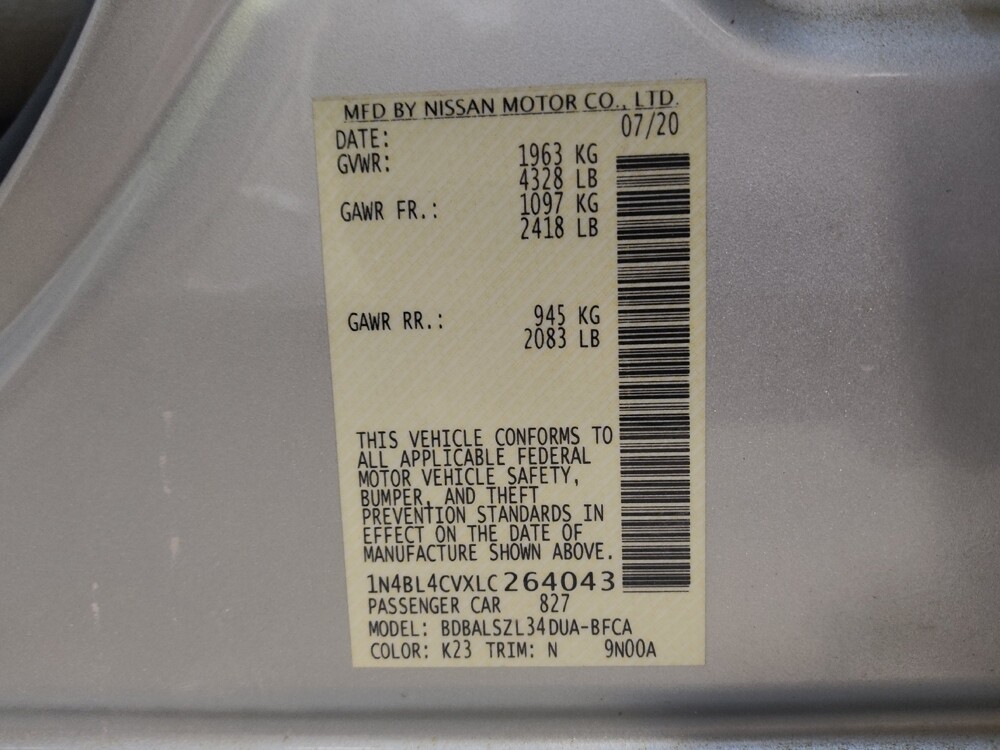 MFD BY NISSAN MOTOR CO., LTD.
DATE: 07/20
GVWR: 1963 KG
4328 LB
GAWR FR.: 1097 KG
2418 LB
GAWR RR.: 945 KG
2083 LB
THIS VEHICLE CONFORMS TO
ALL APPLICABLE FEDERAL
MOTOR VEHICLE SAFETY,
BUMPER, AND THEFT
PREVENTION STANDARDS IN
EFFECT ON THE DATE OF
MANUFACTURE SHOWN ABOVE.
1N4BL4CVXLC264043
PASSENGER CAR 827
MODEL: BDBALSZL34DUA-BFCA
COLOR: K23 TRIM: N 9N00A